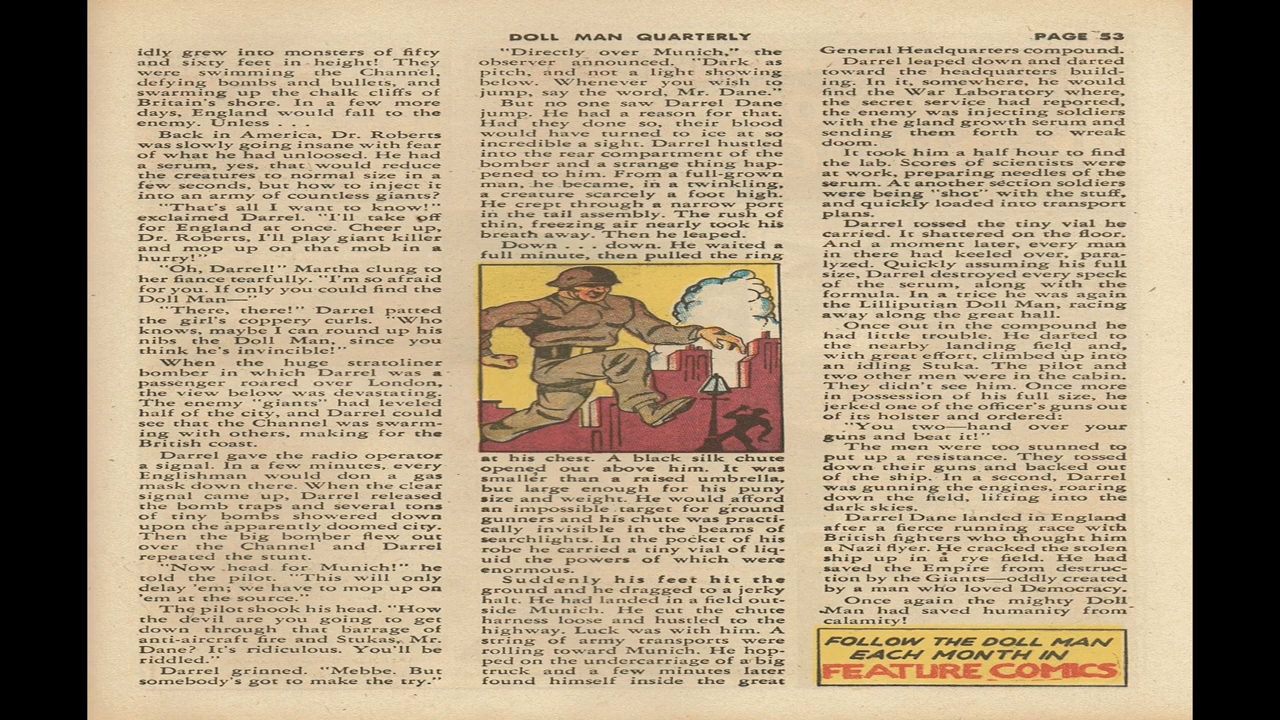 DOLL MAN QUARTERLY
PAGE 53
idly grew into monsters of fifty
and sixty feet in height! They
were swimming the Channel,
defying bombs and bullets, and
swarming up the chalk cliffs of
Britain's shore. In a few more
days, England would fall to the
enemy. Unless . . .
Back in America, Dr. Roberts
was slowly going insane with fear
of what he had unloosed. He had
a serum, yes, that would reduce
the creatures to normal size in a
few seconds, but how to inject it
into an army of countless giants?
"That's all I want to know!"
exclaimed Darrel. "I'll take off
for England at once. Cheer up,
Dr. Roberts, I'll play giant killer
and mop up on that mob in a
hurry!"
"Oh, Darrel!" Martha clung to
her fiance tearfully. "I'm so afraid
for you. If only you could find the
Doll Man—"
"There, there!" Darrel patted
the girl's coppery curls. "Who
knows, maybe I can round up his
nibs the Doll Man, since you
think he's invincible!"
When the huge stratoliner
bomber in which Darrel was a
passenger roared over London,
the view below was devastating.
The enemy "giants" had leveled
half of the city, and Darrel could
see that the Channel was swarm-
ing with others, making for the
British coast.
Darrel gave the radio operator
a signal. In a few minutes, every
Englishman would don a gas
mask down there. When the clear
signal came up, Darrel released
the bomb traps and several tons
of tiny bombs showered down
upon the apparently doomed city.
Then the big bomber flew out
over the Channel and Darrel
repeated the stunt.
"Now head for Munich!" he
told the pilot. "This will only
delay 'em; we have to mop up on
'em at the source."
The pilot shook his head. "How
the devil are you going to get
down through that barrage of
anti-aircraft fire and Stukas, Mr.
Dane? It's ridiculous. You'll be
riddled."
Darrel grinned. "Mebbe. But
somebody's got to make the try."
"Directly over Munich," the
observer announced. "Dark as
pitch, and not a light showing
below. Whenever you wish to
jump, say the word, Mr. Dane."
But no one saw Darrel Dane
jump. He had a reason for that.
Had they done so, their blood
would have turned to ice at so
incredible a sight. Darrel hustled
into the rear compartment of the
bomber and a strange thing hap-
pened to him. From a full-grown
man, he became, in a twinkling,
a creature scarcely a foot high.
He crept through a narrow port
in the tail assembly. The rush of
thin, freezing air nearly took his
breath away. Then he leaped.
Down . . . down. He waited a
full minute, then pulled the ring
at his chest. A black silk chute
opened out above him. It was
smaller than a raised umbrella,
but large enough for his puny
size and weight. He would afford
an impossible target for ground
gunners and his chute was practi-
cally invisible in the beams of
searchlights. In the pocket of his
robe he carried a tiny vial of liq-
uid the powers of which were
enormous.
Suddenly his feet hit the
ground and he dragged to a jerky
halt. He had landed in a field out-
side Munich. He cut the chute
harness loose and hustled to the
highway. Luck was with him. A
string of army transports were
rolling toward Munich. He hop-
ped on the undercarriage of a big
truck and a few minutes later
found himself inside the great
General Headquarters compound.
Darrel leaped down and darted
toward the headquarters build-
ing. In it, somewhere, he would
find the War Laboratory where,
the secret service had reported,
the enemy was injecting soldiers
with the gland growth serum and
sending them forth to wreak
doom.
It took him a half hour to find
the lab. Scores of scientists were
at work, preparing needles of the
serum. At another section soldiers
were being "shot" with the stuff,
and quickly loaded into transport
plans.
Darrel tossed the tiny vial he
carried. It shattered on the floor.
And a moment later, every man
in there had keeled over, para-
lyzed. Quickly assuming his full
size, Darrel destroyed every speck
of the serum, along with the
formula. In a trice he was again
the Lilliputian Doll Man, racing
away along the great hall.
Once out in the compound he
had little trouble. He darted to
the nearby landing field and,
with great effort, climbed up into
an idling Stuka. The pilot and
two other men were in the cabin.
They didn't see him. Once more
in possession of his full size, he
jerked one of the officer's guns out
of its holster and ordered:
"You two—hand over your
guns and beat it!"
The men were too stunned to
put up a resistance. They tossed
down their guns and backed out
of the ship. In a second, Darrel
was gunning the engines, roaring
down the field, lifting into the
dark skies.
Darrel Dane landed in England
after a fierce running race with
British fighters who thought him
a Nazi flyer. He cracked the stolen
ship up in a rye field. He had
saved the Empire from destruc-
tion by the Giants—oddly created
by a man who loved Democracy.
Once again the mighty Doll
Man had saved humanity from
calamity!
FOLLOW THE DOLL MAN
EACH MONTH IN
FEATURE COMICS